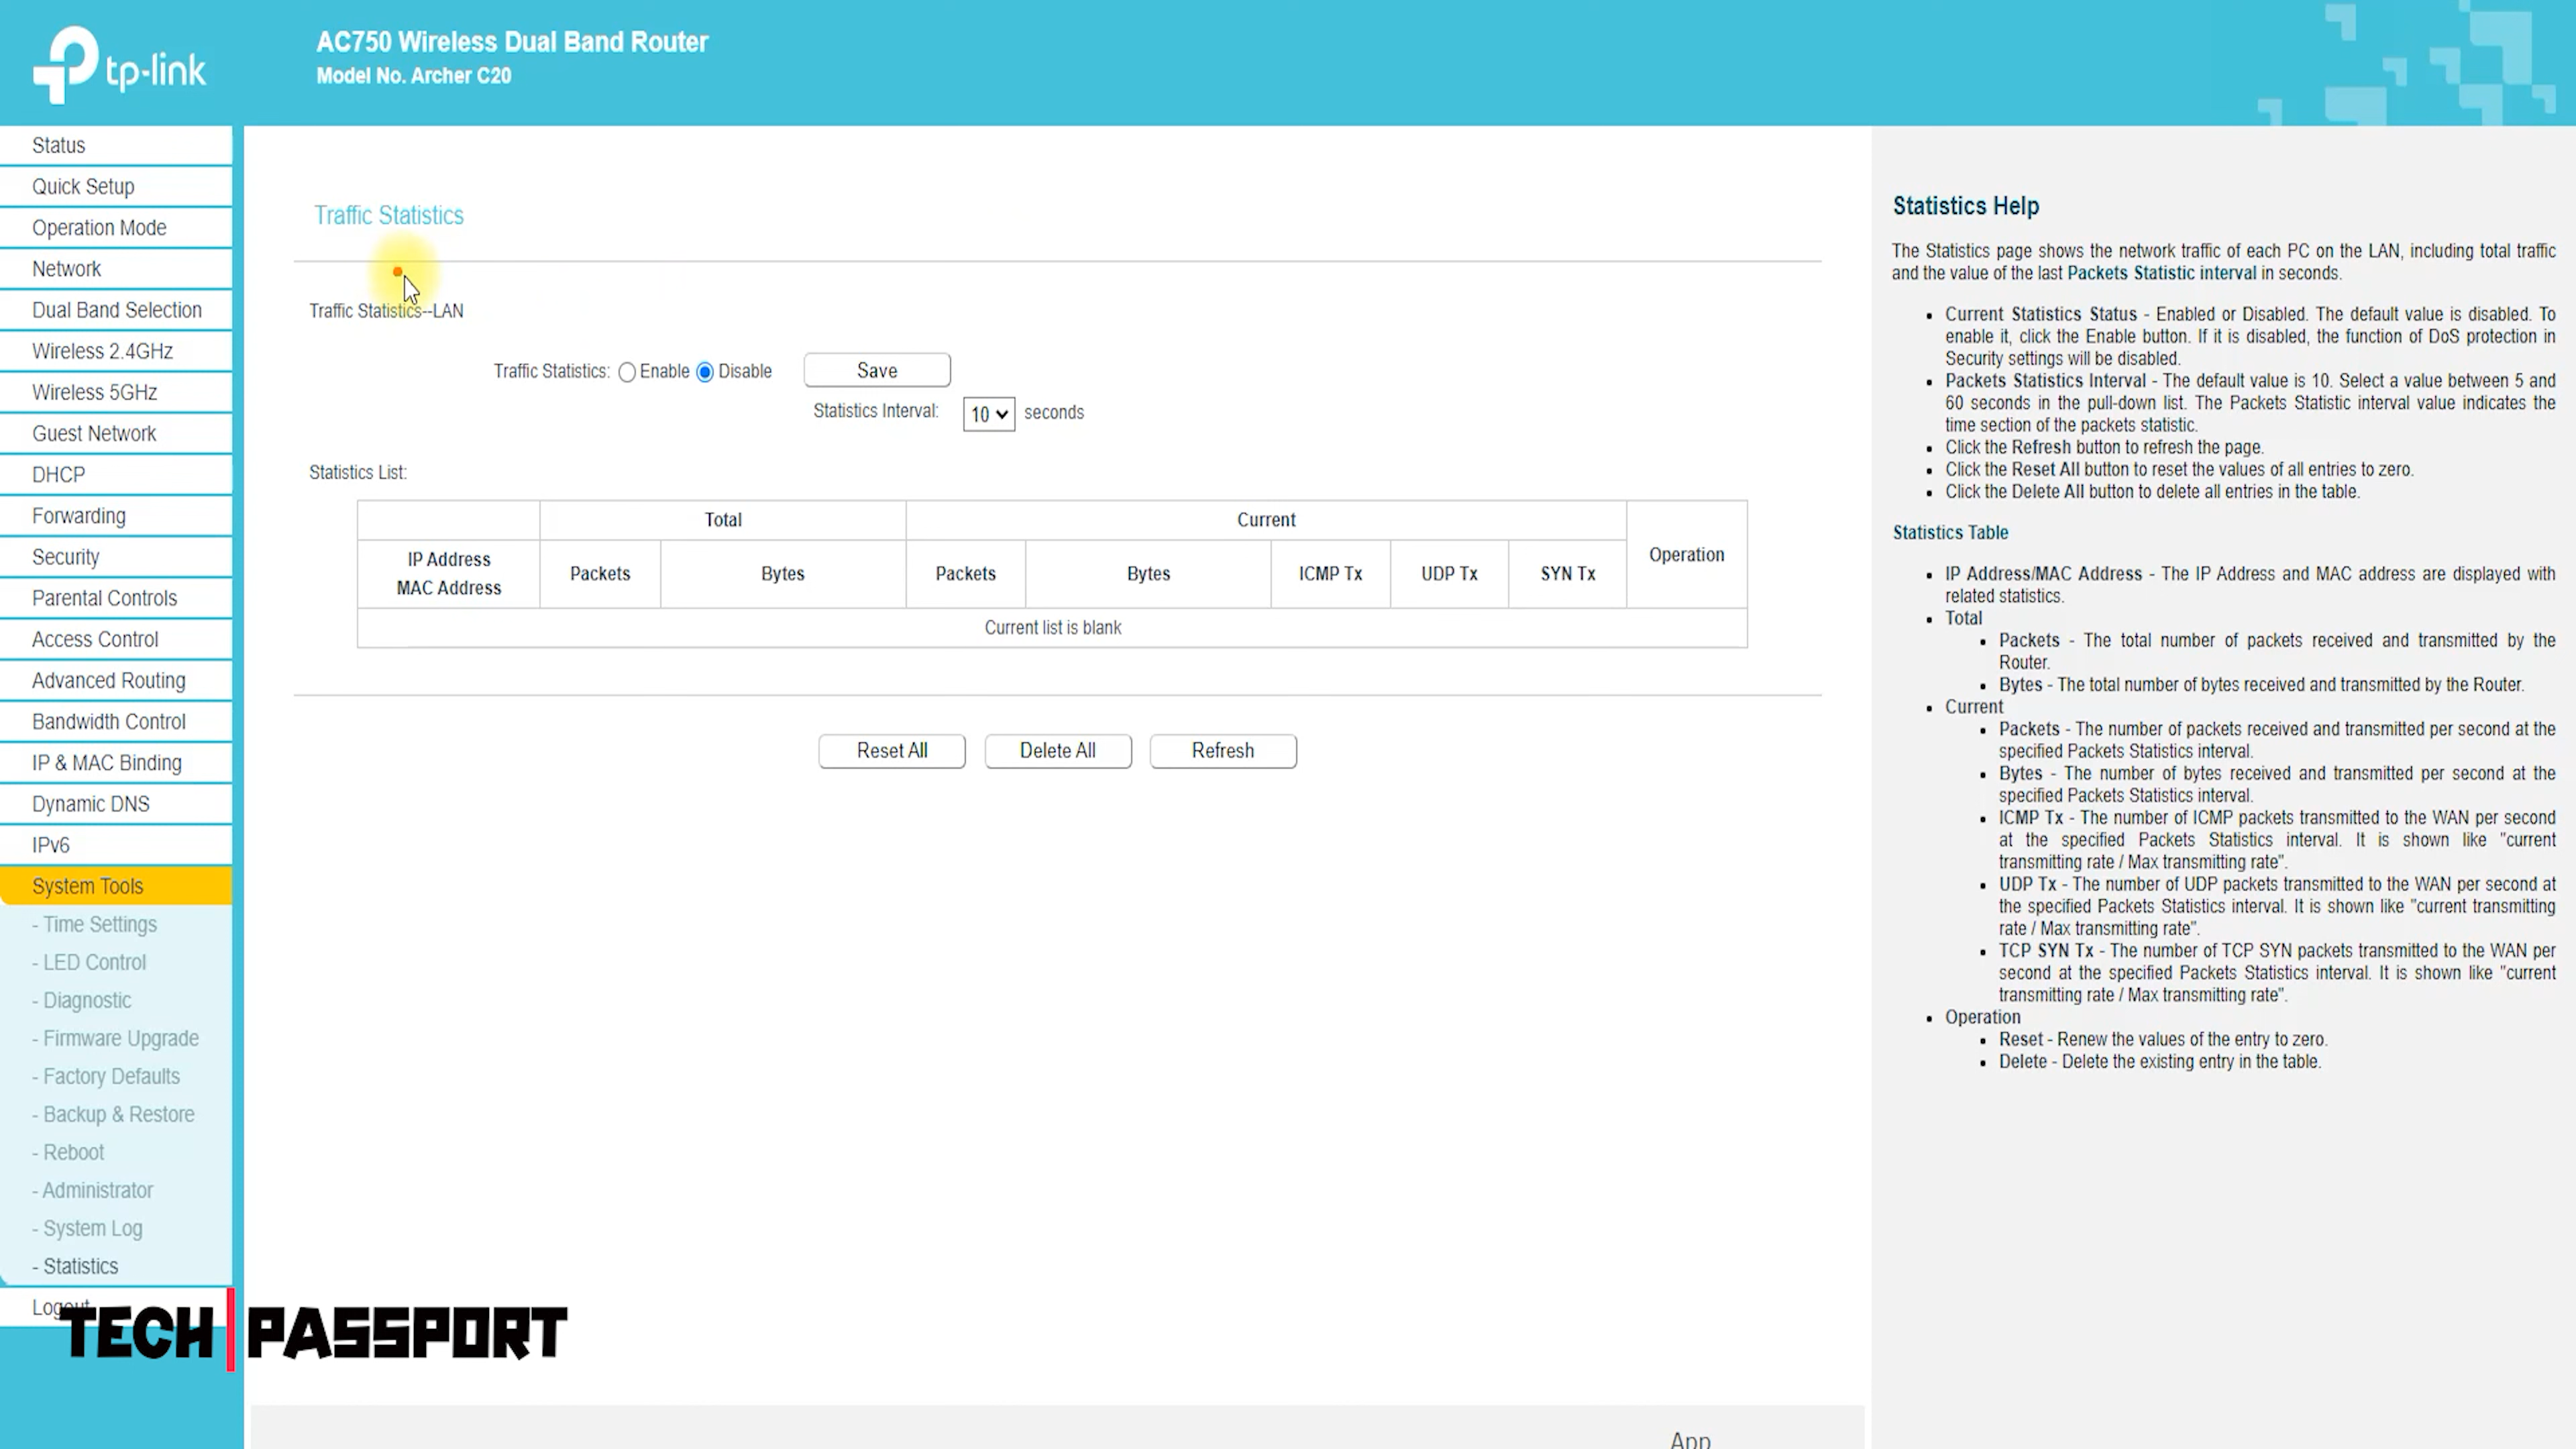 tp-link
AC750 Wireless Dual Band Router
Model No. Archer C20
Status
Quick Setup
Operation Mode
Network
Dual Band Selection
Wireless 2.4GHz
Wireless 5GHz
Guest Network
DHCP
Forwarding
Security
Parental Controls
Access Control
Advanced Routing
Bandwidth Control
IP & MAC Binding
Dynamic DNS
IPv6
System Tools
- Time Settings
- LED Control
- Diagnostic
- Firmware Upgrade
- Factory Defaults
- Backup & Restore
- Reboot
- Administrator
- System Log
- Statistics
Logout
TECH PASSPORT
Traffic Statistics
Traffic Statistics--LAN
Traffic Statistics: Enable Disable Save
Statistics Interval: 10 seconds
Statistics List:
Total Current
IP Address
MAC Address Packets Bytes Packets Bytes ICMP Tx UDP Tx SYN Tx Operation
Current list is blank
Reset All Delete All Refresh
App
Statistics Help
The Statistics page shows the network traffic of each PC on the LAN, including total traffic
and the value of the last Packets Statistic interval in seconds.
• Current Statistics Status - Enabled or Disabled. The default value is disabled. To
enable it, click the Enable button. If it is disabled, the function of DoS protection in
Security settings will be disabled.
• Packets Statistics Interval - The default value is 10. Select a value between 5 and
60 seconds in the pull-down list. The Packets Statistic interval value indicates the
time section of the packets statistic.
• Click the Refresh button to refresh the page.
• Click the Reset All button to reset the values of all entries to zero.
• Click the Delete All button to delete all entries in the table.
Statistics Table
• IP Address/MAC Address - The IP Address and MAC address are displayed with
related statistics.
• Total
• Packets - The total number of packets received and transmitted by the
Router.
• Bytes - The total number of bytes received and transmitted by the Router.
• Current
• Packets - The number of packets received and transmitted per second at the
specified Packets Statistics interval.
• Bytes - The number of bytes received and transmitted per second at the
specified Packets Statistics interval.
• ICMP Tx - The number of ICMP packets transmitted to the WAN per second
at the specified Packets Statistics interval. It is shown like "current
transmitting rate / Max transmitting rate".
• UDP Tx - The number of UDP packets transmitted to the WAN per second at
the specified Packets Statistics interval. It is shown like "current transmitting
rate / Max transmitting rate".
• TCP SYN Tx - The number of TCP SYN packets transmitted to the WAN per
second at the specified Packets Statistics interval. It is shown like "current
transmitting rate / Max transmitting rate".
• Operation
• Reset - Renew the values of the entry to zero.
• Delete - Delete the existing entry in the table.